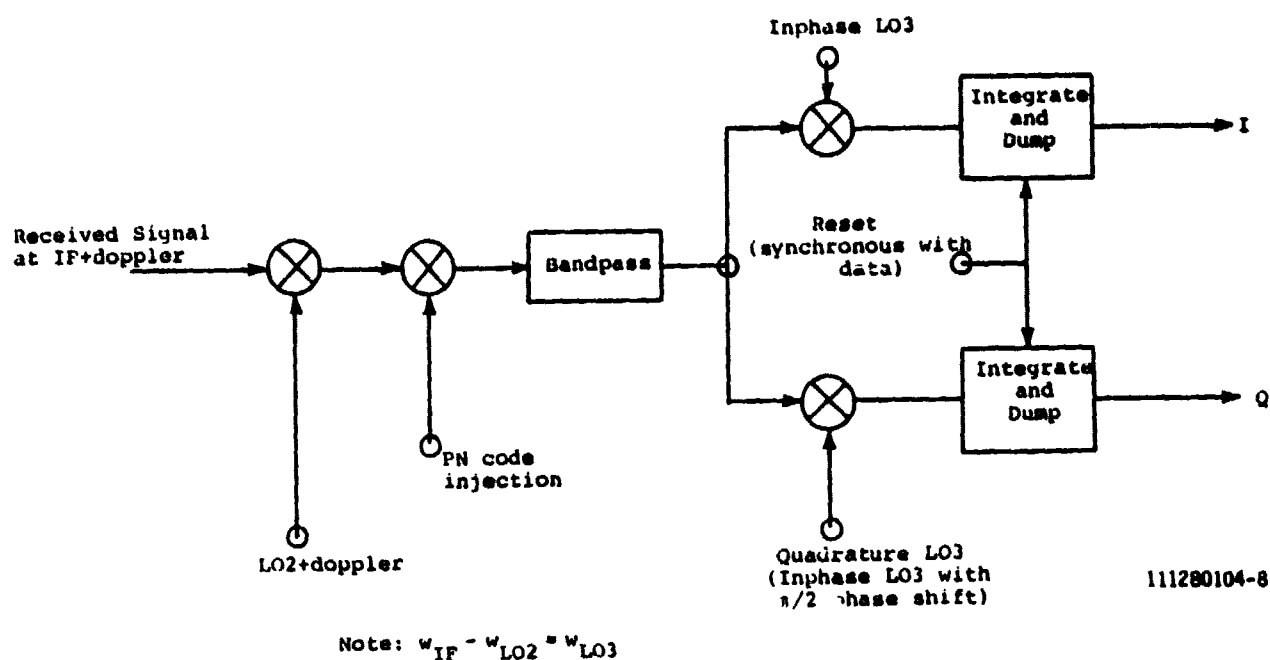 Inphase LO3
Integrate
and
Dump
I
Received Signal
at IF+doppler
Bandpass
Reset
(synchronous with
data)
PN code
injection
LO2+doppler
Integrate
and
Dump
Q
Quadrature LO3
(Inphase LO3 with
π/2 phase shift)
111280104-8
Note: w_IF - w_LO2 = w_LO3